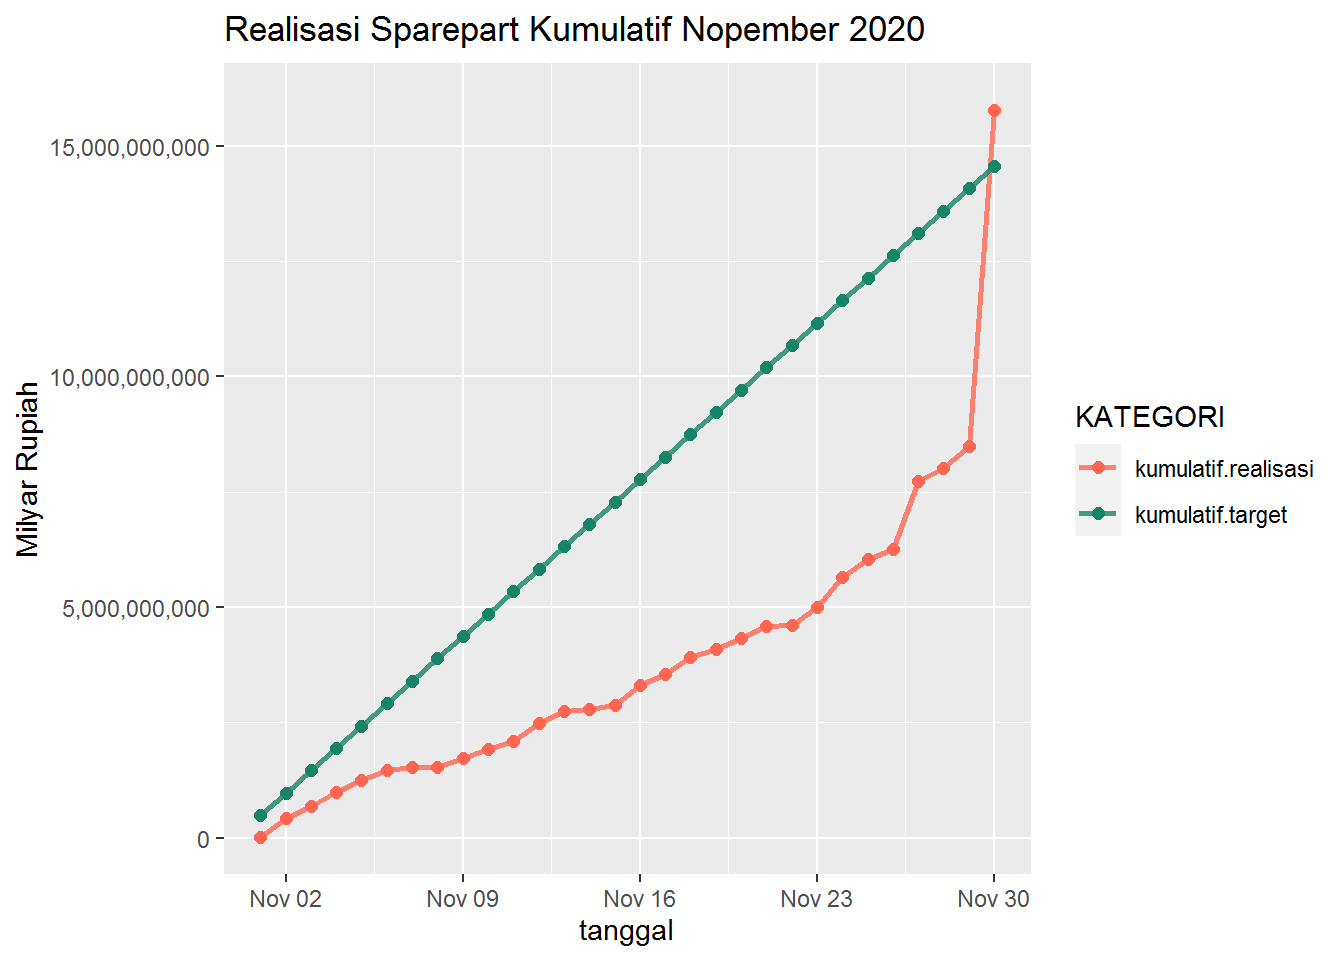 Realisasi Sparepart Kumulatif Nopember 2020
Milyar Rupiah
15,000,000,000
10,000,000,000
5,000,000,000
0
Nov 02
Nov 09
Nov 16
Nov 23
Nov 30
tanggal
KATEGORI
kumulatif.realisasi
kumulatif.target